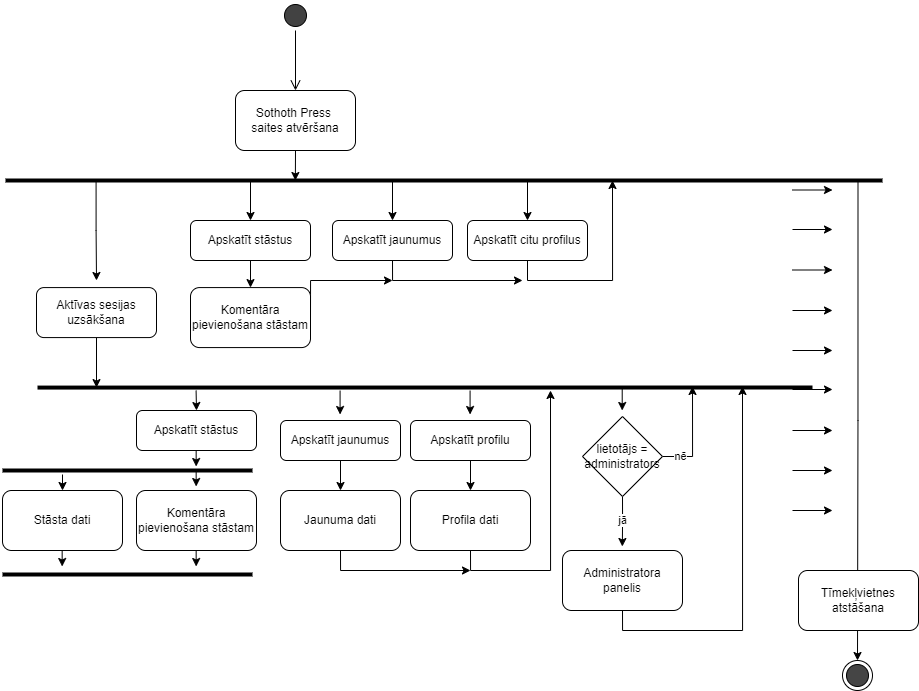 Sothoth Press
saites atvēršana
Apskatīt stāstus
Apskatīt jaunumus
Apskatīt citu profilus
Aktīvas sesijas
uzsākšana
Komentāra
pievienošana stāstam
Apskatīt stāstus
Apskatīt jaunumus
Apskatīt profilu
lietotājs =
administrators
nē
Stāsta dati
Komentāra
pievienošana stāstam
Jaunuma dati
Profila dati
jā
Administratora
panelis
Tīmekļvietnes
atstāšana